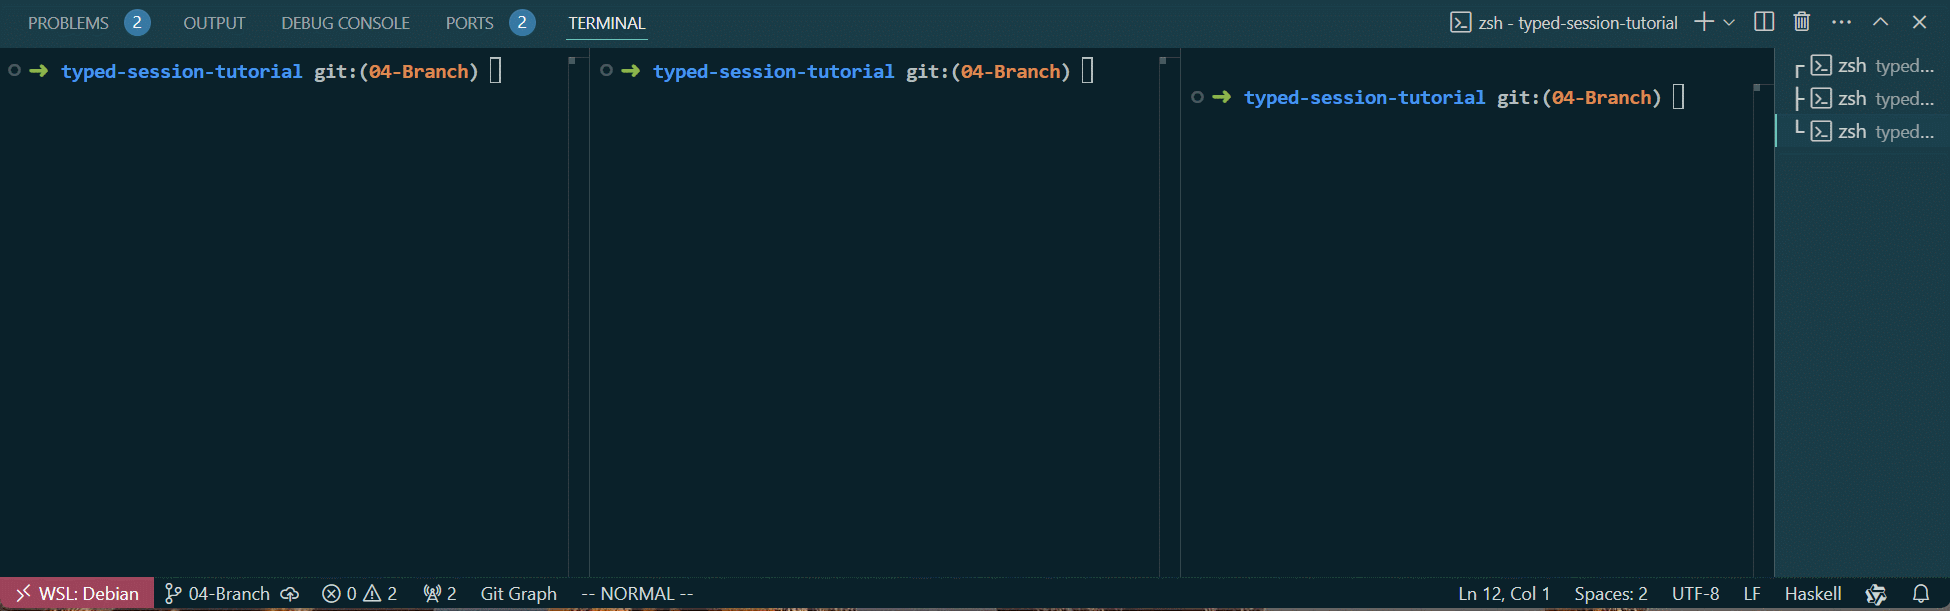 PROBLEMS 2 OUTPUT DEBUG CONSOLE PORTS 2 TERMINAL zsh - typed-session-tutorial
typed-session-tutorial git:(04-Branch)
typed-session-tutorial git:(04-Branch)
typed-session-tutorial git:(04-Branch)
zsh typed...
zsh typed...
zsh typed...
WSL: Debian 04-Branch 0 2 2 Git Graph -- NORMAL -- Ln 12, Col 1 Spaces: 2 UTF-8 LF Haskell